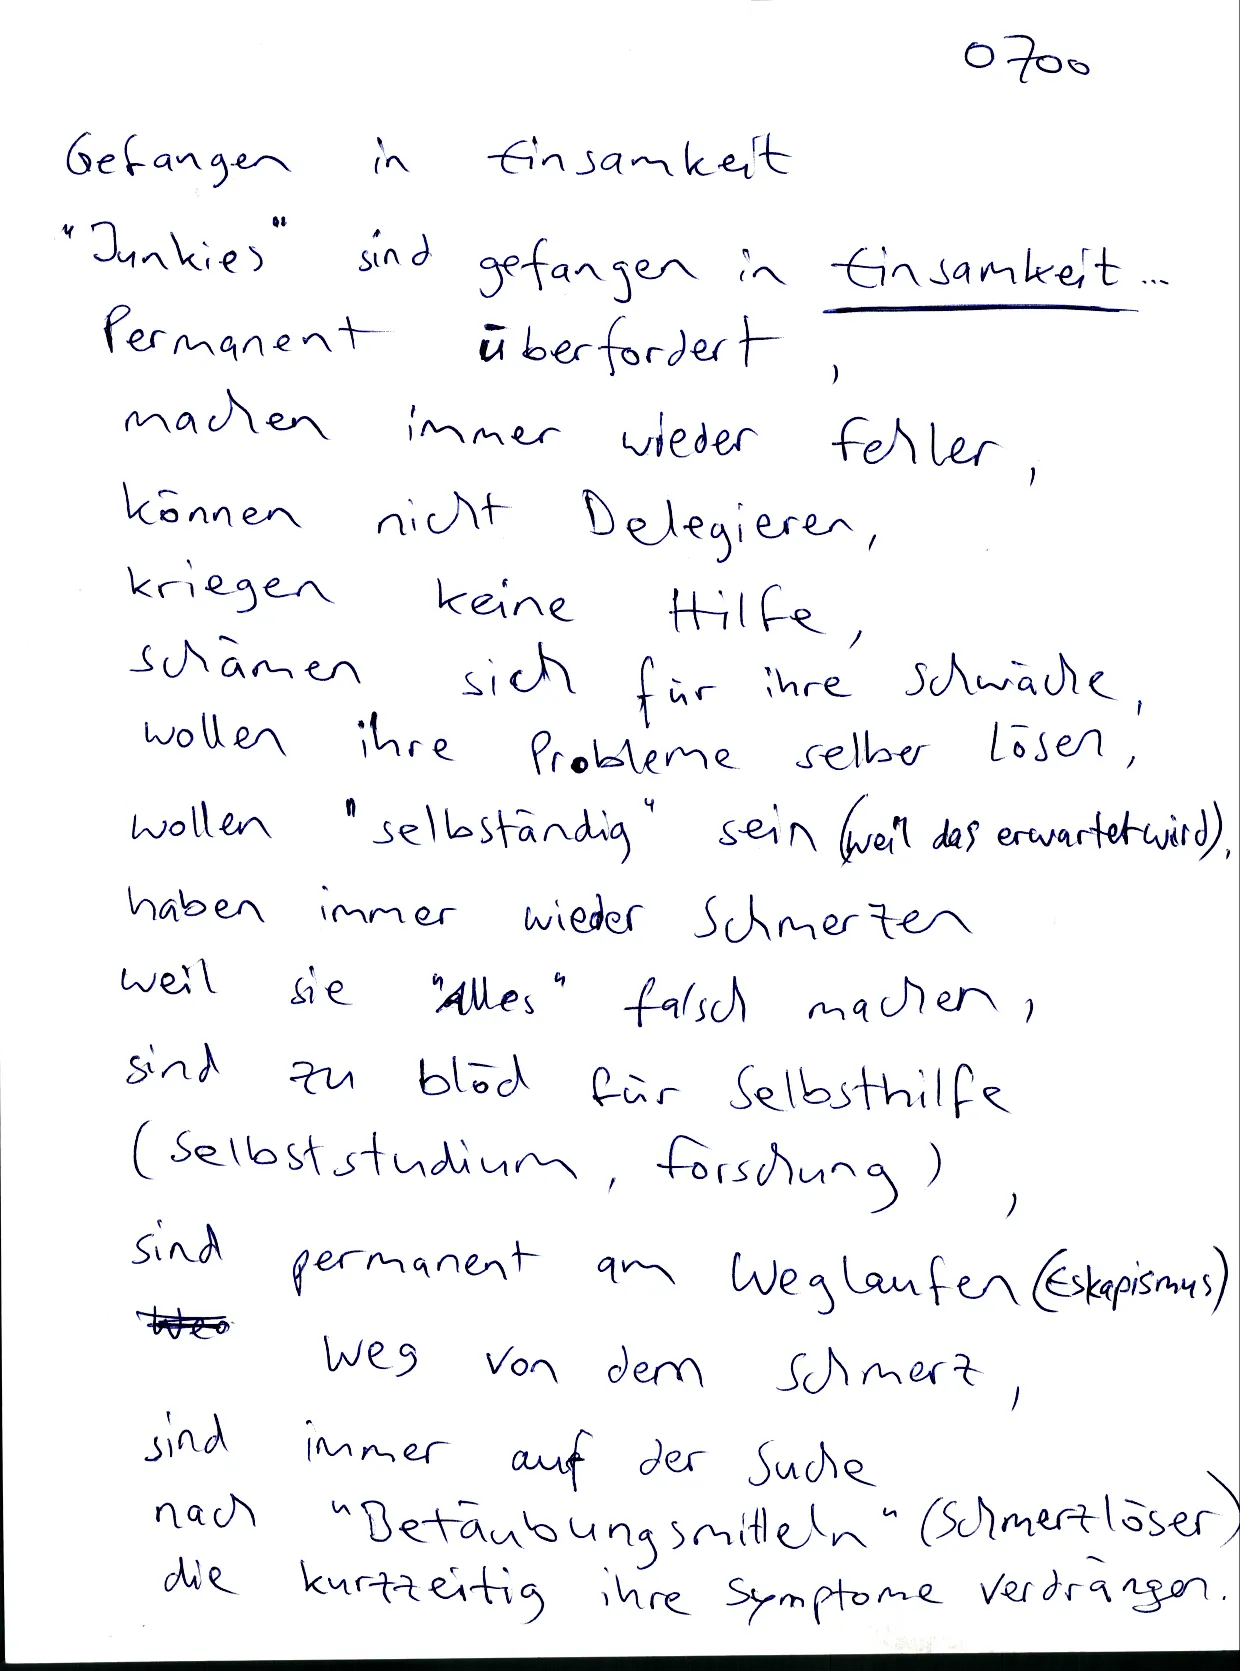 0700
Gefangen in Einsamkeit
"Junkies" sind gefangen in Einsamkeit...
Permanent überfordert,
machen immer wieder Fehler,
können nicht Delegieren,
kriegen keine Hilfe,
schämen sich für ihre Schwäche,
wollen ihre Probleme selber lösen,
wollen "selbständig" sein (weil das erwartet wird),
haben immer wieder Schmerzen
weil sie "Alles" falsch machen,
sind zu blöd für Selbsthilfe
(Selbststudium, Forschung),
sind permanent am Weglaufen (Eskapismus)
Weg von dem Schmerz,
sind immer auf der Suche
nach "Betäubungsmitteln" (Schmerzlöser)
die kurzzeitig ihre Symptome verdrängen.